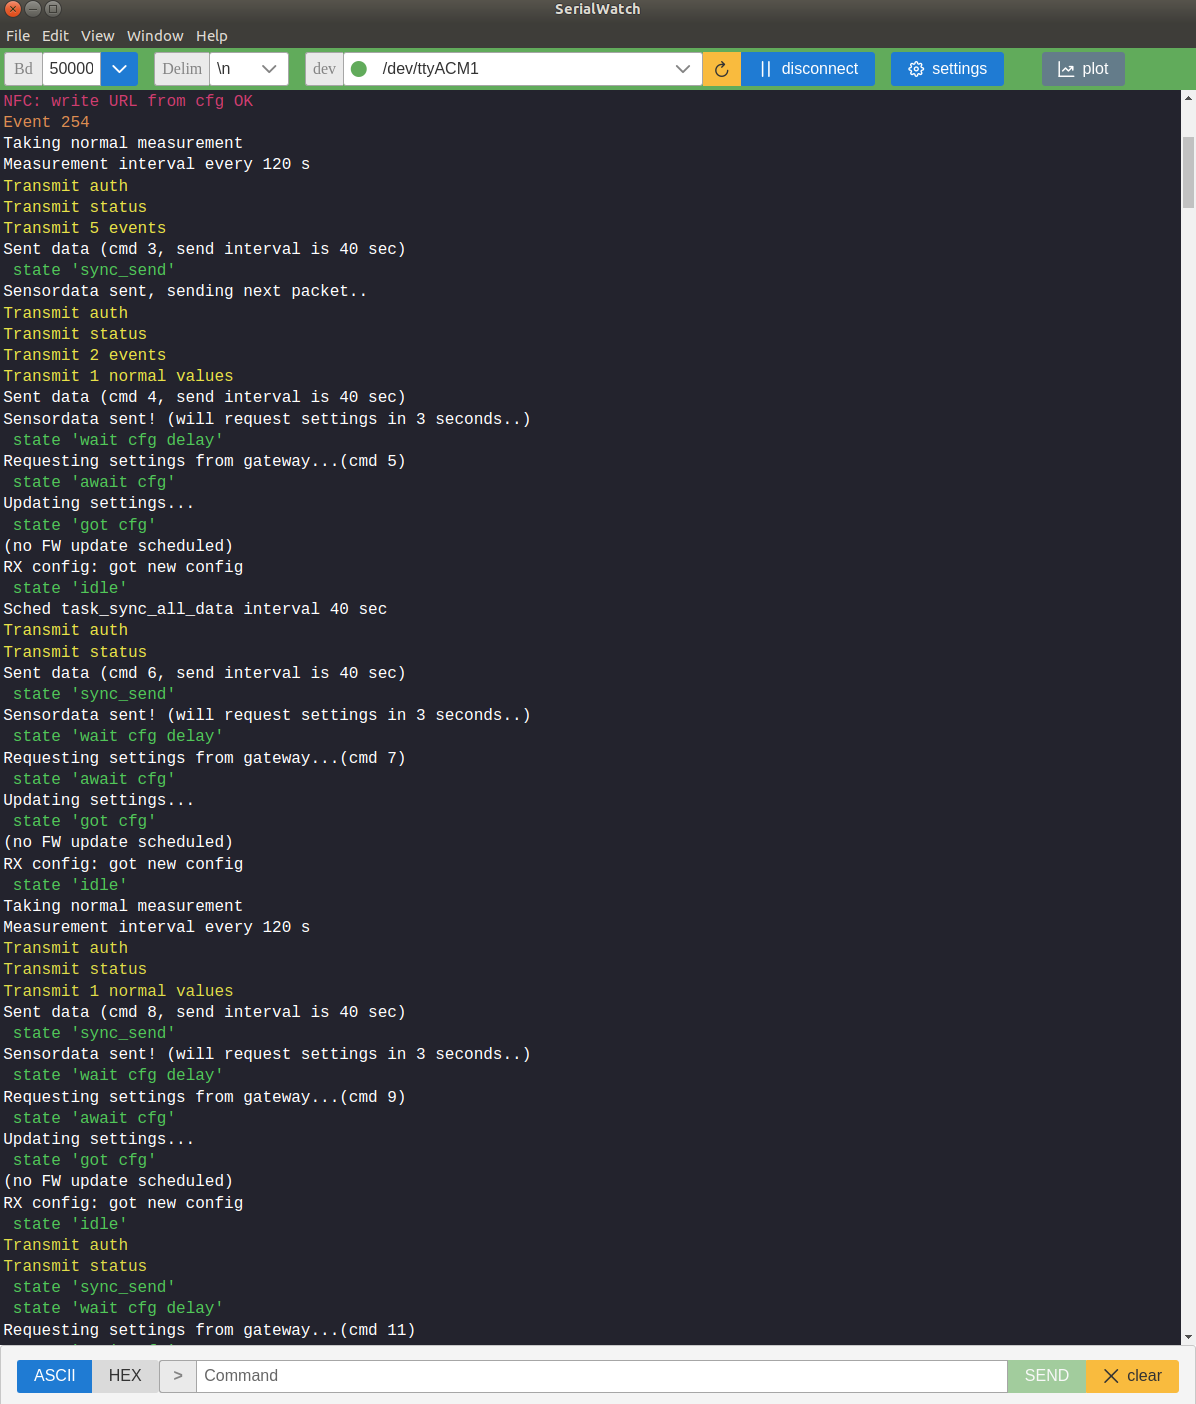 SerialWatch
File Edit View Window Help
Bd 50000 Delim \n dev /dev/ttyACM1 disconnect settings plot
NFC: write URL from cfg OK
Event 254
Taking normal measurement
Measurement interval every 120 s
Transmit auth
Transmit status
Transmit 5 events
Sent data (cmd 3, send interval is 40 sec)
state 'sync_send'
Sensordata sent, sending next packet..
Transmit auth
Transmit status
Transmit 2 events
Transmit 1 normal values
Sent data (cmd 4, send interval is 40 sec)
Sensordata sent! (will request settings in 3 seconds..)
state 'wait cfg delay'
Requesting settings from gateway...(cmd 5)
state 'await cfg'
Updating settings...
state 'got cfg'
(no FW update scheduled)
RX config: got new config
state 'idle'
Sched task_sync_all_data interval 40 sec
Transmit auth
Transmit status
Sent data (cmd 6, send interval is 40 sec)
state 'sync_send'
Sensordata sent! (will request settings in 3 seconds..)
state 'wait cfg delay'
Requesting settings from gateway...(cmd 7)
state 'await cfg'
Updating settings...
state 'got cfg'
(no FW update scheduled)
RX config: got new config
state 'idle'
Taking normal measurement
Measurement interval every 120 s
Transmit auth
Transmit status
Transmit 1 normal values
Sent data (cmd 8, send interval is 40 sec)
state 'sync_send'
Sensordata sent! (will request settings in 3 seconds..)
state 'wait cfg delay'
Requesting settings from gateway...(cmd 9)
state 'await cfg'
Updating settings...
state 'got cfg'
(no FW update scheduled)
RX config: got new config
state 'idle'
Transmit auth
Transmit status
state 'sync_send'
state 'wait cfg delay'
Requesting settings from gateway...(cmd 11)
ASCII HEX > Command SEND clear